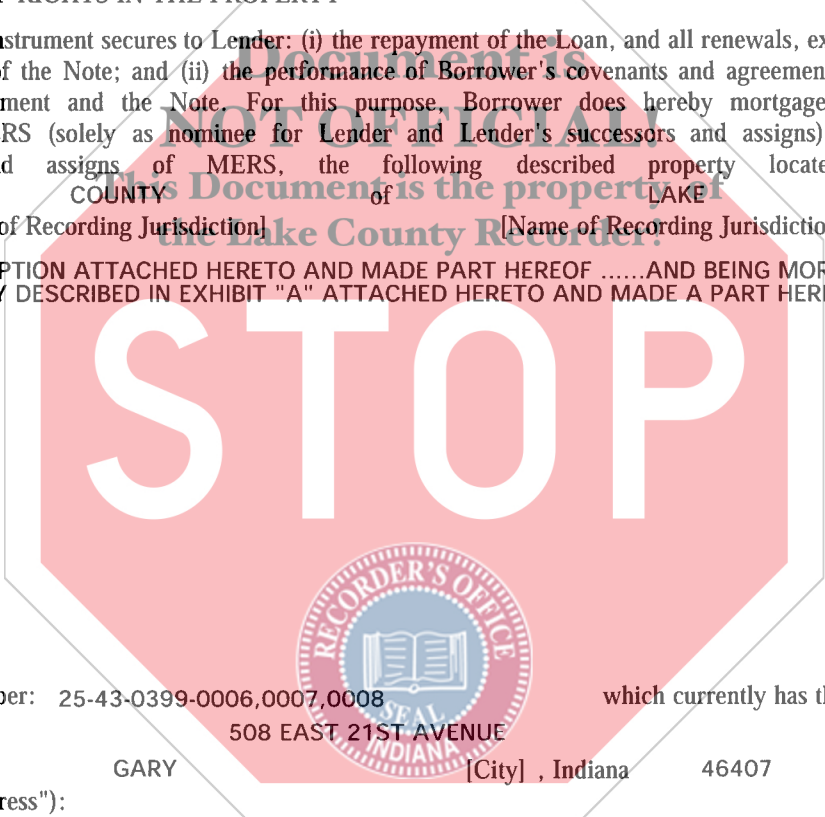 RIGHTS IN THE PROPERTY
nstrument secures to Lender: (i) the repayment of the Loan, and all renewals, ex
of the Note; and (ii) the performance of Borrower's covenants and agreemen
Document is
ment and the Note. For this purpose, Borrower does hereby mortgage
NOT OFFICIAL!
RS (solely as nominee for Lender and Lender's successors and assigns)
d assigns of MERS, the following described property locate
This Document is the property of
COUNTY of LAKE
the Lake County Recorder!
of Recording Jurisdiction] [Name of Recording Jurisdictio
PTION ATTACHED HERETO AND MADE PART HEREOF ......AND BEING MOR
Y DESCRIBED IN EXHIBIT "A" ATTACHED HERETO AND MADE A PART HER
STOP
RECORDER'S OFFICE
SEAL
INDIANA
ber: 25-43-0399-0006,0007,0008 which currently has th
508 EAST 21ST AVENUE
GARY [City] , Indiana 46407
ress"):